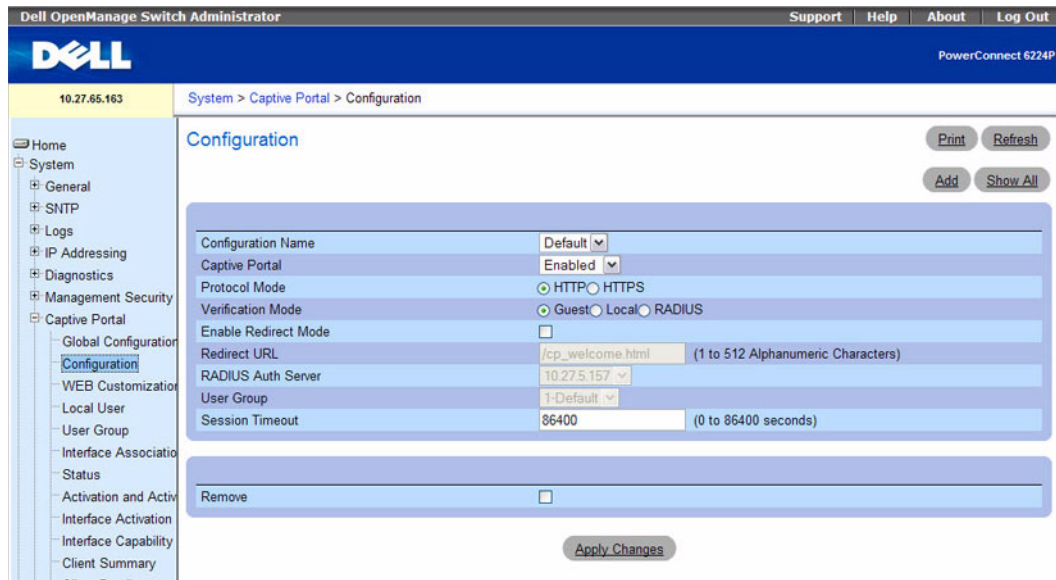 Dell OpenManage Switch Administrator
Support
Help
About
Log Out
DELL
PowerConnect 6224P
10.27.65.163
System > Captive Portal > Configuration
Home
System
General
SNTP
Logs
IP Addressing
Diagnostics
Management Security
Captive Portal
Global Configuration
Configuration
WEB Customizatior
Local User
User Group
Interface Associatio
Status
Activation and Activ
Interface Activation
Interface Capability
Client Summary
Configuration
Print
Refresh
Add
Show All
Configuration Name Default
Captive Portal Enabled
Protocol Mode HTTP HTTPS
Verification Mode Guest Local RADIUS
Enable Redirect Mode
Redirect URL /cp_welcome.html (1 to 512 Alphanumeric Characters)
RADIUS Auth Server 10.27.5.157
User Group 1-Default
Session Timeout 86400 (0 to 86400 seconds)
Remove
Apply Changes